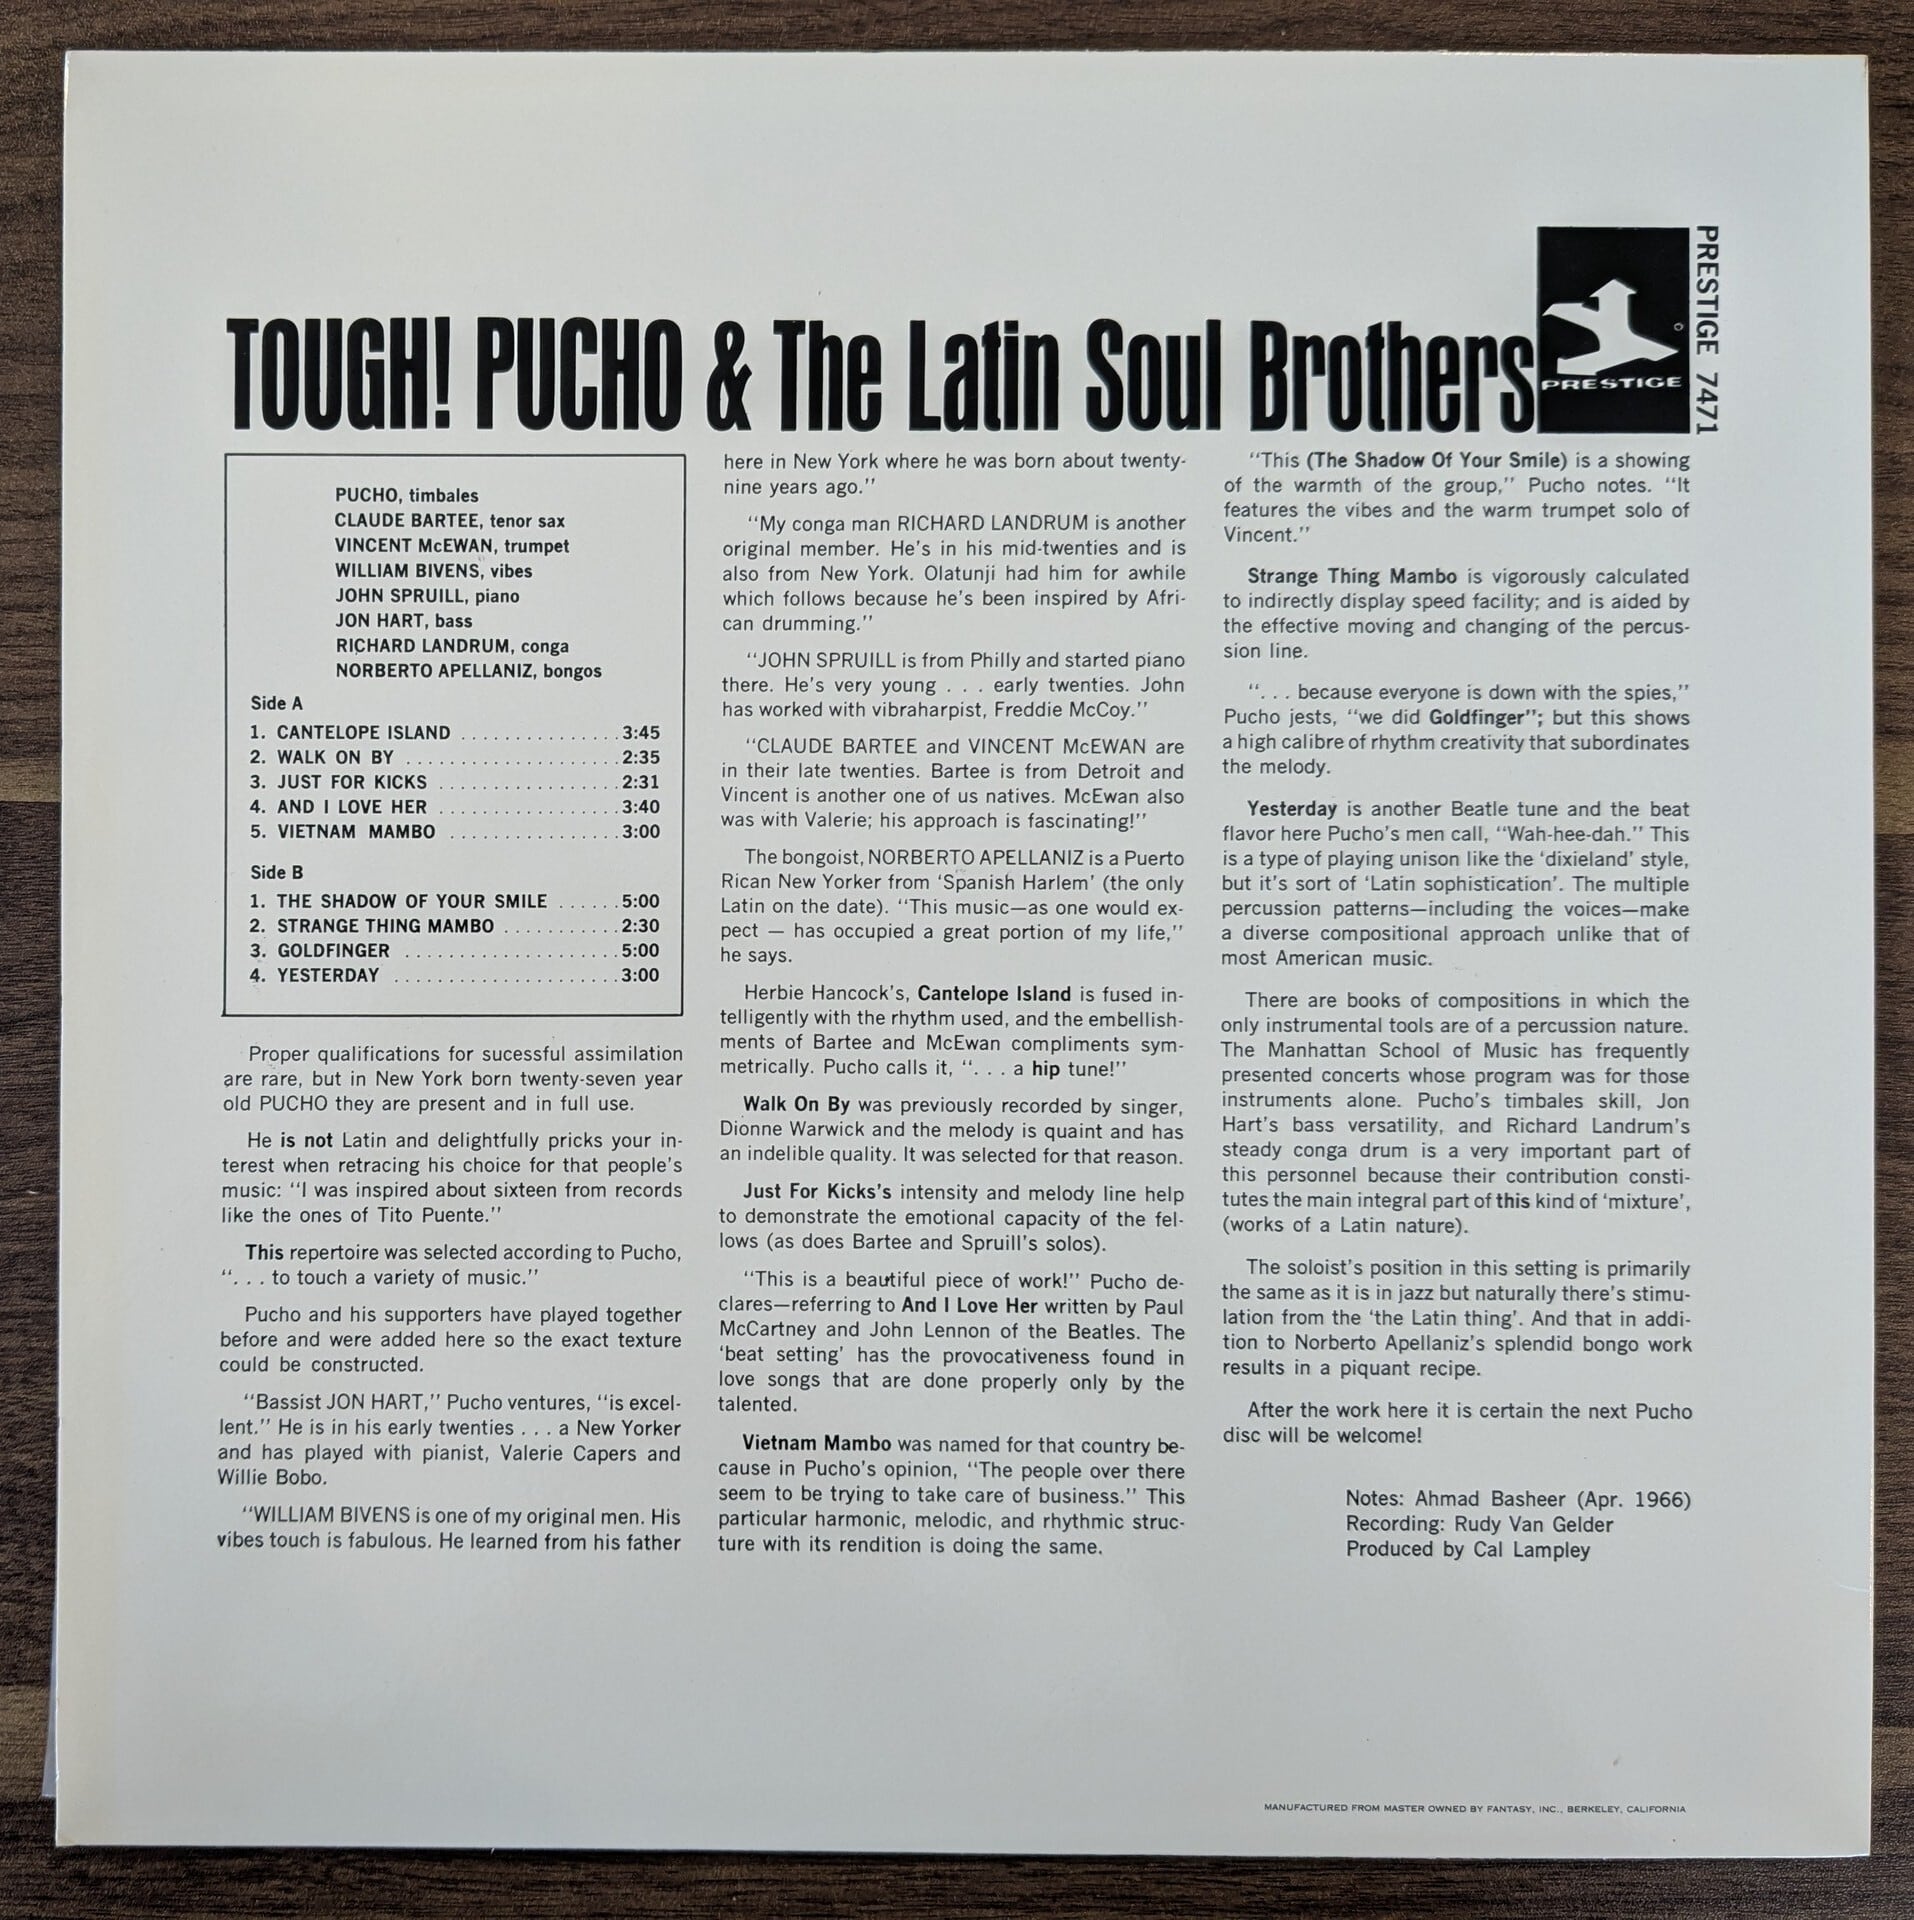 TOUGH! PUCHO & The Latin Soul Brothers
PRESTIGE
PRESTIGE 7471
PUCHO, timbales
CLAUDE BARTEE, tenor sax
VINCENT McEWAN, trumpet
WILLIAM BIVENS, vibes
JOHN SPRUILL, piano
JON HART, bass
RICHARD LANDRUM, conga
NORBERTO APELLANIZ, bongos
Side A
1. CANTELOPE ISLAND . . . . . . . . . . . . . . . 3:45
2. WALK ON BY . . . . . . . . . . . . . . . . . . . . 2:35
3. JUST FOR KICKS . . . . . . . . . . . . . . . . . 2:31
4. AND I LOVE HER . . . . . . . . . . . . . . . . . 3:40
5. VIETNAM MAMBO . . . . . . . . . . . . . . . . 3:00
Side B
1. THE SHADOW OF YOUR SMILE . . . . . . 5:00
2. STRANGE THING MAMBO . . . . . . . . . . . 2:30
3. GOLDFINGER . . . . . . . . . . . . . . . . . . . . 5:00
4. YESTERDAY . . . . . . . . . . . . . . . . . . . . . 3:00
Proper qualifications for sucessful assimilation
are rare, but in New York born twenty-seven year
old PUCHO they are present and in full use.
He is not Latin and delightfully pricks your in-
terest when retracing his choice for that people's
music: "I was inspired about sixteen from records
like the ones of Tito Puente."
This repertoire was selected according to Pucho,
". . . to touch a variety of music."
Pucho and his supporters have played together
before and were added here so the exact texture
could be constructed.
"Bassist JON HART," Pucho ventures, "is excel-
lent." He is in his early twenties . . . a New Yorker
and has played with pianist, Valerie Capers and
Willie Bobo.
"WILLIAM BIVENS is one of my original men. His
vibes touch is fabulous. He learned from his father
here in New York where he was born about twenty-
nine years ago."
"My conga man RICHARD LANDRUM is another
original member. He's in his mid-twenties and is
also from New York. Olatunji had him for awhile
which follows because he's been inspired by Afri-
can drumming."
"JOHN SPRUILL is from Philly and started piano
there. He's very young . . . early twenties. John
has worked with vibraharpist, Freddie McCoy."
"CLAUDE BARTEE and VINCENT McEWAN are
in their late twenties. Bartee is from Detroit and
Vincent is another one of us natives. McEwan also
was with Valerie; his approach is fascinating!"
The bongoist, NORBERTO APELLANIZ is a Puerto
Rican New Yorker from 'Spanish Harlem' (the only
Latin on the date). "This music—as one would ex-
pect — has occupied a great portion of my life,"
he says.
Herbie Hancock's, Cantelope Island is fused in-
telligently with the rhythm used, and the embellish-
ments of Bartee and McEwan compliments sym-
metrically. Pucho calls it, ". . . a hip tune!"
Walk On By was previously recorded by singer,
Dionne Warwick and the melody is quaint and has
an indelible quality. It was selected for that reason.
Just For Kicks's intensity and melody line help
to demonstrate the emotional capacity of the fel-
lows (as does Bartee and Spruill's solos).
"This is a beautiful piece of work!" Pucho de-
clares—referring to And I Love Her written by Paul
McCartney and John Lennon of the Beatles. The
'beat setting' has the provocativeness found in
love songs that are done properly only by the
talented.
Vietnam Mambo was named for that country be-
cause in Pucho's opinion, "The people over there
seem to be trying to take care of business." This
particular harmonic, melodic, and rhythmic struc-
ture with its rendition is doing the same.
"This (The Shadow Of Your Smile) is a showing
of the warmth of the group," Pucho notes. "It
features the vibes and the warm trumpet solo of
Vincent."
Strange Thing Mambo is vigorously calculated
to indirectly display speed facility; and is aided by
the effective moving and changing of the percus-
sion line.
". . . because everyone is down with the spies,"
Pucho jests, "we did Goldfinger"; but this shows
a high calibre of rhythm creativity that subordinates
the melody.
Yesterday is another Beatle tune and the beat
flavor here Pucho's men call, "Wah-hee-dah." This
is a type of playing unison like the 'dixieland' style,
but it's sort of 'Latin sophistication'. The multiple
percussion patterns—including the voices—make
a diverse compositional approach unlike that of
most American music.
There are books of compositions in which the
only instrumental tools are of a percussion nature.
The Manhattan School of Music has frequently
presented concerts whose program was for those
instruments alone. Pucho's timbales skill, Jon
Hart's bass versatility, and Richard Landrum's
steady conga drum is a very important part of
this personnel because their contribution consti-
tutes the main integral part of this kind of 'mixture',
(works of a Latin nature).
The soloist's position in this setting is primarily
the same as it is in jazz but naturally there's stimu-
lation from the 'the Latin thing'. And that in addi-
tion to Norberto Apellaniz's splendid bongo work
results in a piquant recipe.
After the work here it is certain the next Pucho
disc will be welcome!
Notes: Ahmad Basheer (Apr. 1966)
Recording: Rudy Van Gelder
Produced by Cal Lampley
MANUFACTURED FROM MASTER OWNED BY FANTASY, INC., BERKELEY, CALIFORNIA